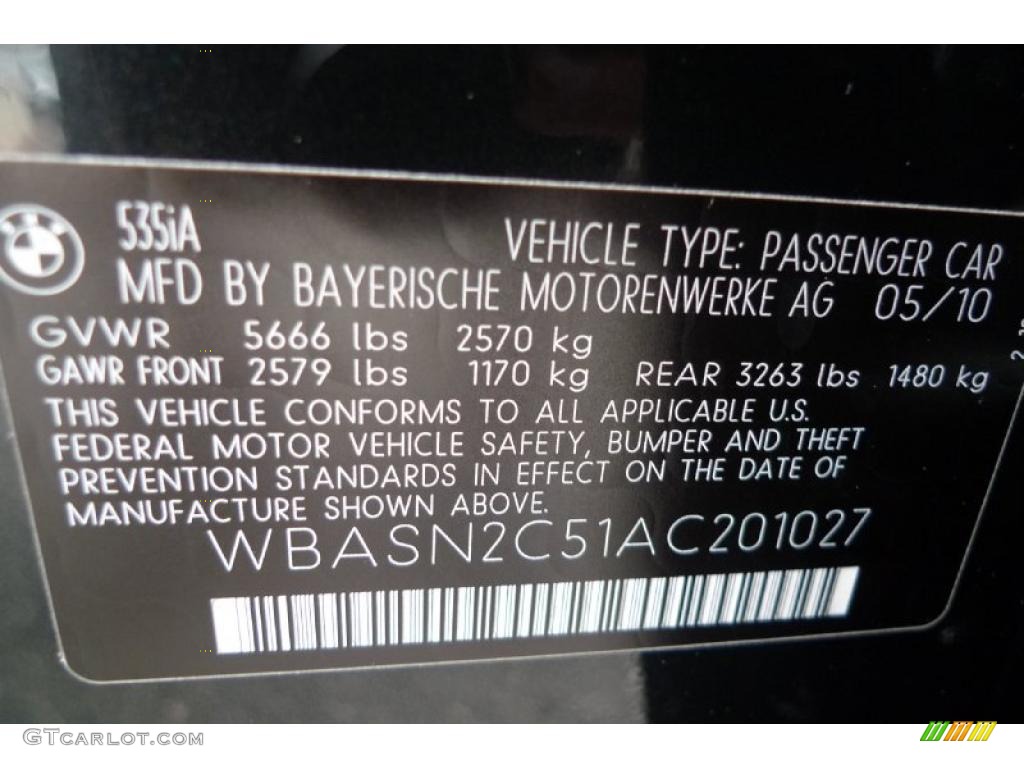 535iA
VEHICLE TYPE: PASSENGER CAR
MFD BY BAYERISCHE MOTORENWERKE AG 05/10
GVWR 5666 lbs 2570 kg
GAWR FRONT 2579 lbs 1170 kg REAR 3263 lbs 1480 kg
THIS VEHICLE CONFORMS TO ALL APPLICABLE U.S.
FEDERAL MOTOR VEHICLE SAFETY, BUMPER AND THEFT
PREVENTION STANDARDS IN EFFECT ON THE DATE OF
MANUFACTURE SHOWN ABOVE.
WBASN2C51AC201027
GTCARLOT.COM